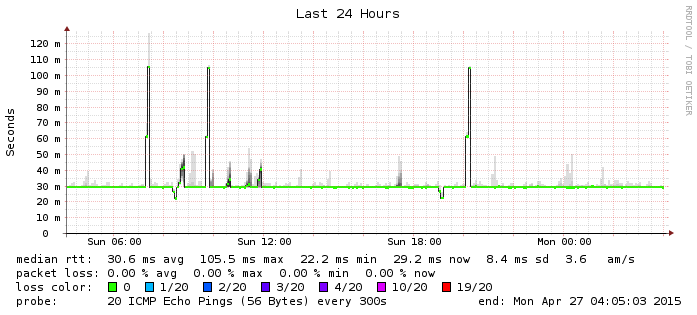 Last 24 Hours
RRDTOOL / TOBI OETIKER
Seconds
120 m
110 m
100 m
90 m
80 m
70 m
60 m
50 m
40 m
30 m
20 m
10 m
0
Sun 06:00 Sun 12:00 Sun 18:00 Mon 00:00
median rtt: 30.6 ms avg 105.5 ms max 22.2 ms min 29.2 ms now 8.4 ms sd 3.6 am/s
packet loss: 0.00 % avg 0.00 % max 0.00 % min 0.00 % now
loss color: 0 1/20 2/20 3/20 4/20 10/20 19/20
probe: 20 ICMP Echo Pings (56 Bytes) every 300s end: Mon Apr 27 04:05:03 2015